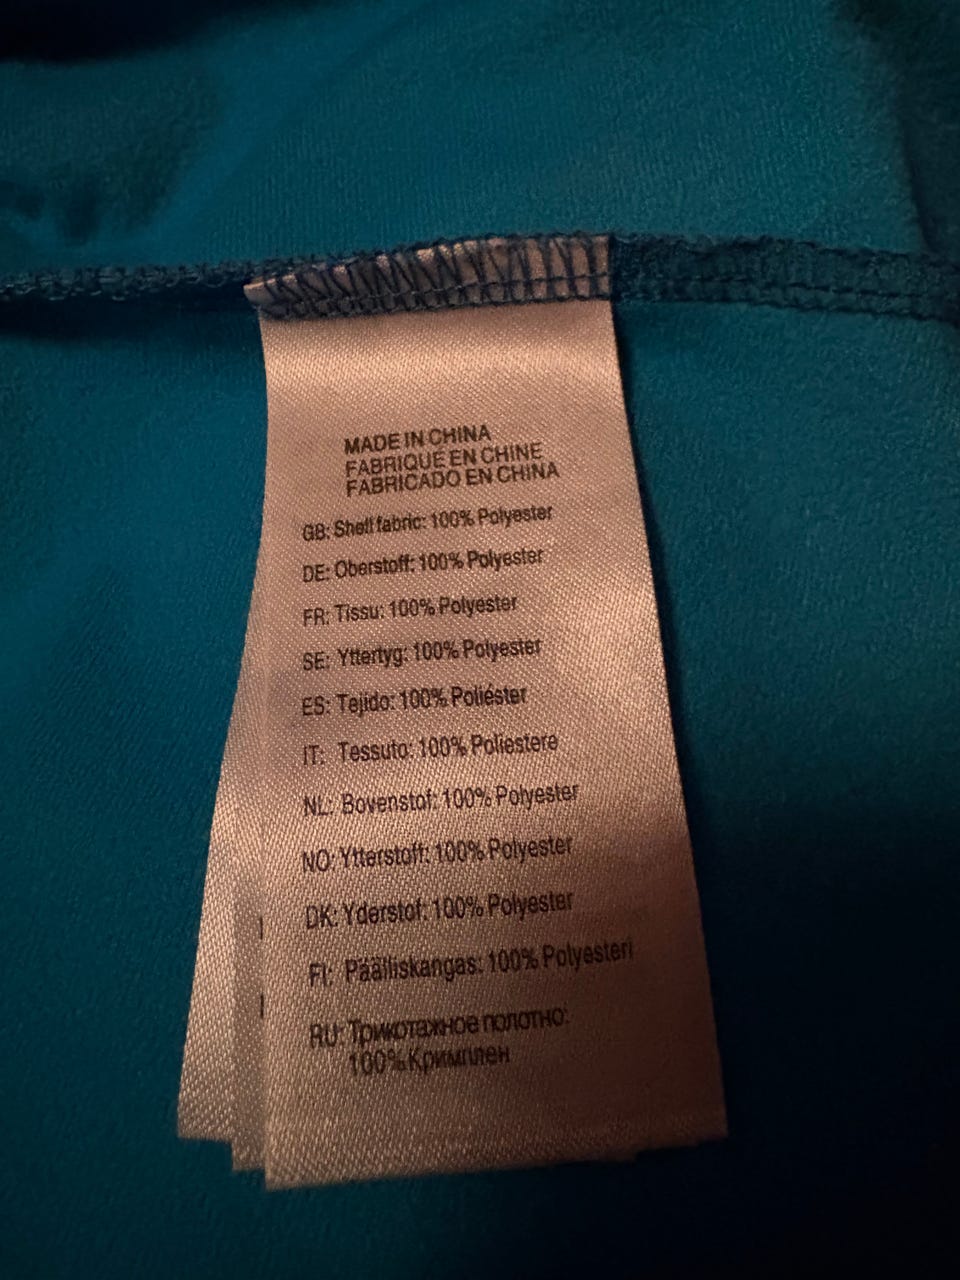 MADE IN CHINA
FABRIQUÉ EN CHINE
FABRICADO EN CHINA
GB: Shell fabric: 100% Polyester
DE: Oberstoff: 100% Polyester
FR: Tissu: 100% Polyester
SE: Yttertyg: 100% Polyester
ES: Tejido: 100% Poliéster
IT: Tessuto: 100% Poliestere
NL: Bovenstof: 100% Polyester
NO: Ytterstoff: 100% Polyester
DK: Yderstof: 100% Polyester
FI: Päälliskangas: 100% Polyesteri
RU: Трикотажное полотно:
100% Кримплен